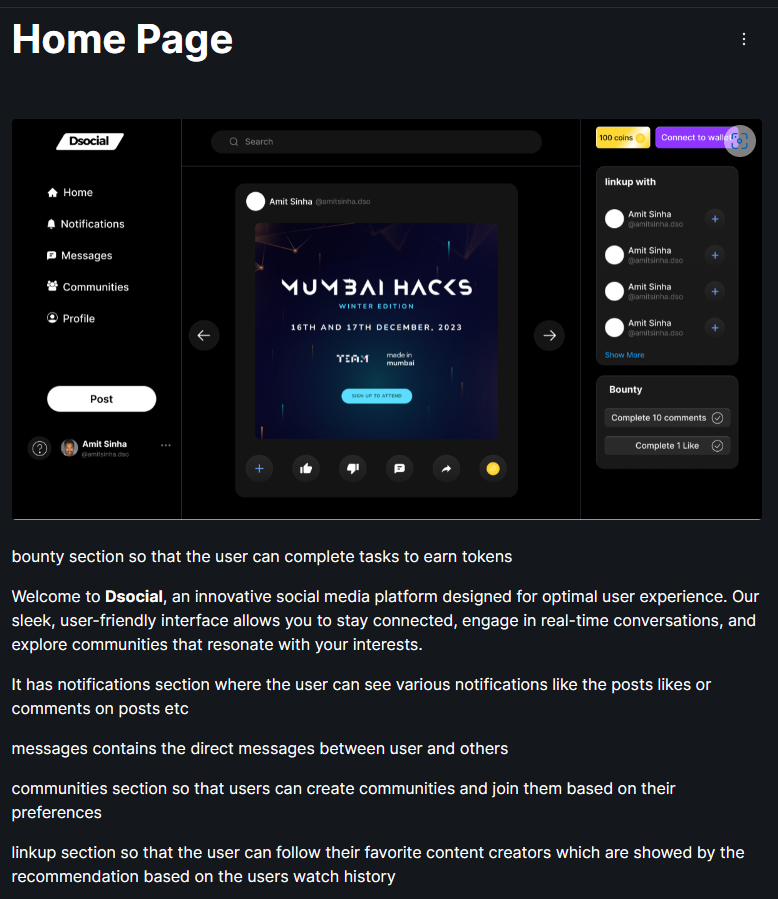 Home Page
Dsocial
Home
Notifications
Messages
Communities
Profile
Post
Amit Sinha
@amitsinha.dso
Search
Amit Sinha @amitsinha.dso
MUMBAI HACKS
WINTER EDITION
16TH AND 17TH DECEMBER, 2023
TEAM
made in
mumbai
SIGN UP TO ATTEND
100 coins
Connect to wallet
linkup with
Amit Sinha
@amitsinha.dso
Amit Sinha
@amitsinha.dso
Amit Sinha
@amitsinha.dso
Amit Sinha
@amitsinha.dso
Show More
Bounty
Complete 10 comments
Complete 1 Like
bounty section so that the user can complete tasks to earn tokens
Welcome to Dsocial, an innovative social media platform designed for optimal user experience. Our
sleek, user-friendly interface allows you to stay connected, engage in real-time conversations, and
explore communities that resonate with your interests.
It has notifications section where the user can see various notifications like the posts likes or
comments on posts etc
messages contains the direct messages between user and others
communities section so that users can create communities and join them based on their
preferences
linkup section so that the user can follow their favorite content creators which are showed by the
recommendation based on the users watch history